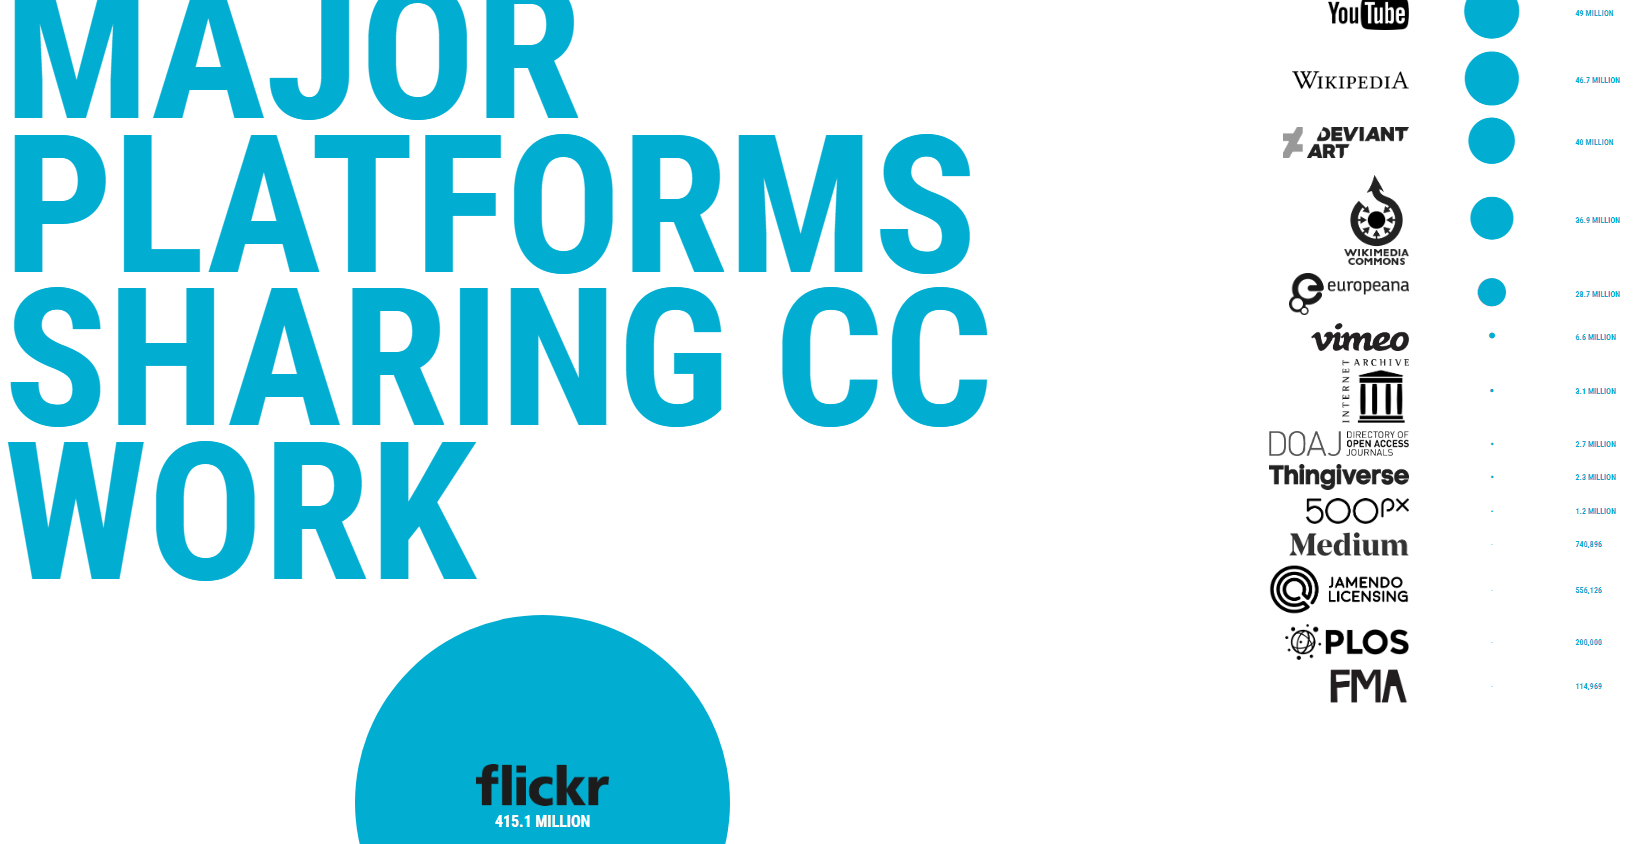 MAJOR
PLATFORMS
SHARING CC
WORK
flickr
415.1 MILLION
YouTube 49 MILLION
WIKIPEDIA 46.7 MILLION
DEVIANT
ART 40 MILLION
36.9 MILLION
WIKIMEDIA
COMMONS
europeana 28.7 MILLION
vimeo 6.6 MILLION
INTERNET ARCHIVE 3.1 MILLION
DOAJ DIRECTORY OF
OPEN ACCESS 2.7 MILLION
JOURNALS
Thingiverse 2.3 MILLION
500px 1.2 MILLION
Medium 740,896
JAMENDO
LICENSING 556,126
PLOS 200,000
FMA 114,969